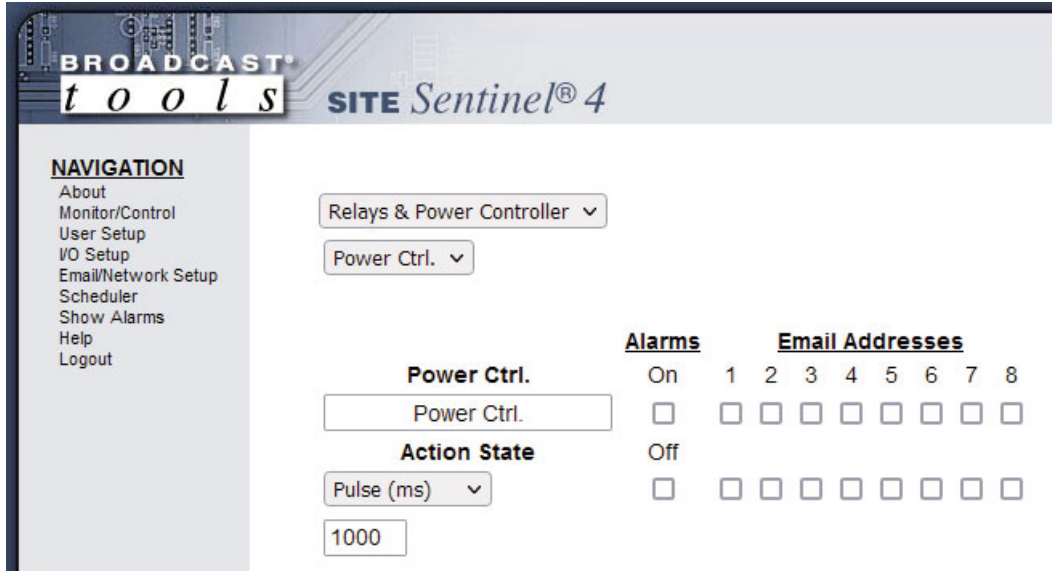 BROADCAST®
tools
SITE Sentinel® 4
NAVIGATION
About
Monitor/Control
User Setup
I/O Setup
Email/Network Setup
Scheduler
Show Alarms
Help
Logout
Relays & Power Controller
Power Ctrl.
Alarms Email Addresses
Power Ctrl. On 1 2 3 4 5 6 7 8
Power Ctrl.
Action State Off
Pulse (ms)
1000